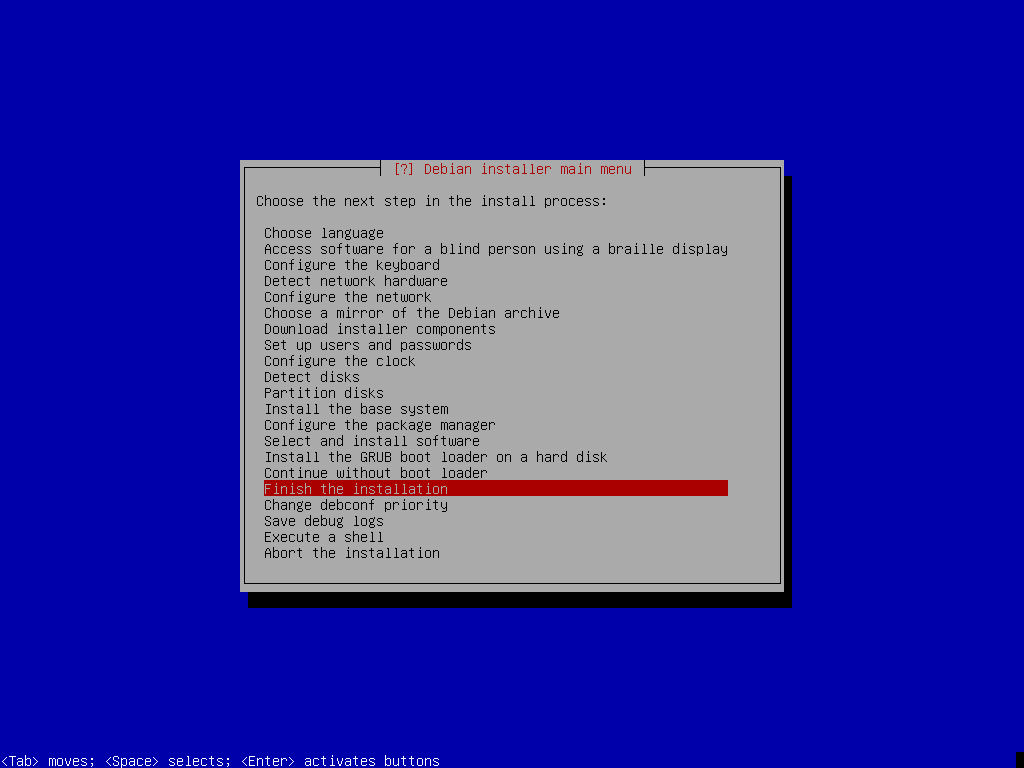 [?] Debian installer main menu
Choose the next step in the install process:
Choose language
Access software for a blind person using a braille display
Configure the keyboard
Detect network hardware
Configure the network
Choose a mirror of the Debian archive
Download installer components
Set up users and passwords
Configure the clock
Detect disks
Partition disks
Install the base system
Configure the package manager
Select and install software
Install the GRUB boot loader on a hard disk
Continue without boot loader
Finish the installation
Change debconf priority
Save debug logs
Execute a shell
Abort the installation
<Tab> moves; <Space> selects; <Enter> activates buttons